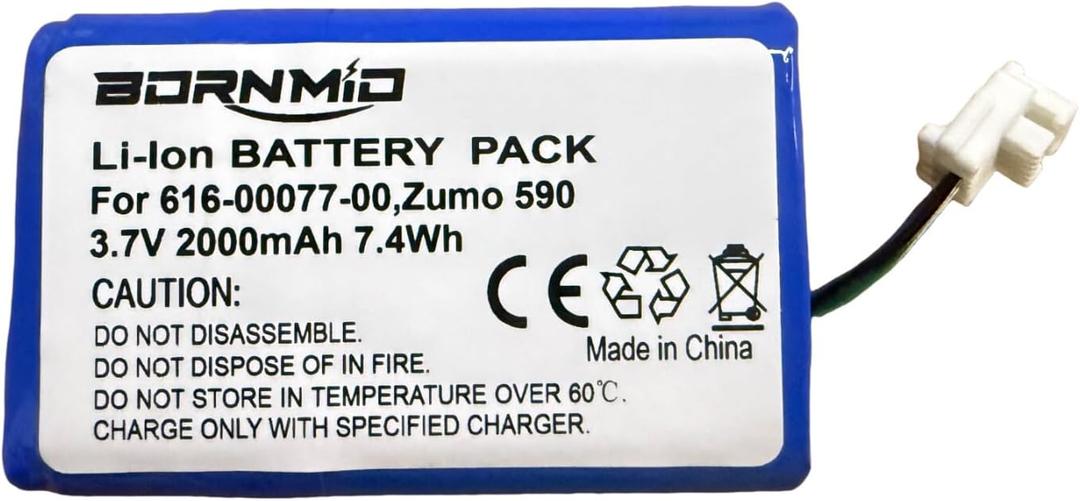 BORNMIO
Li-Ion BATTERY PACK
For 616-00077-00,Zumo 590
3.7V 2000mAh 7.4Wh
CAUTION:
DO NOT DISASSEMBLE.
DO NOT DISPOSE OF IN FIRE.
DO NOT STORE IN TEMPERATURE OVER 60℃.
CHARGE ONLY WITH SPECIFIED CHARGER.
CE
Made in China